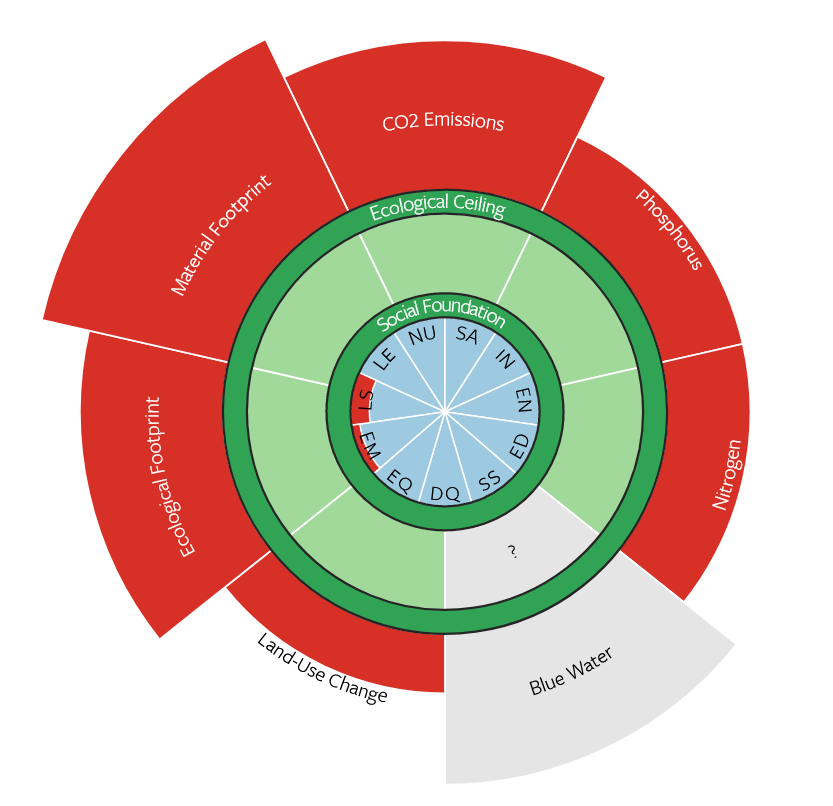 CO2 Emissions
Phosphorus
Nitrogen
Blue Water
Land-Use Change
Ecological Footprint
Material Footprint
Ecological Ceiling
Social Foundation
?
SA
IN
EN
ED
SS
DQ
EQ
EM
LS
LE
NU